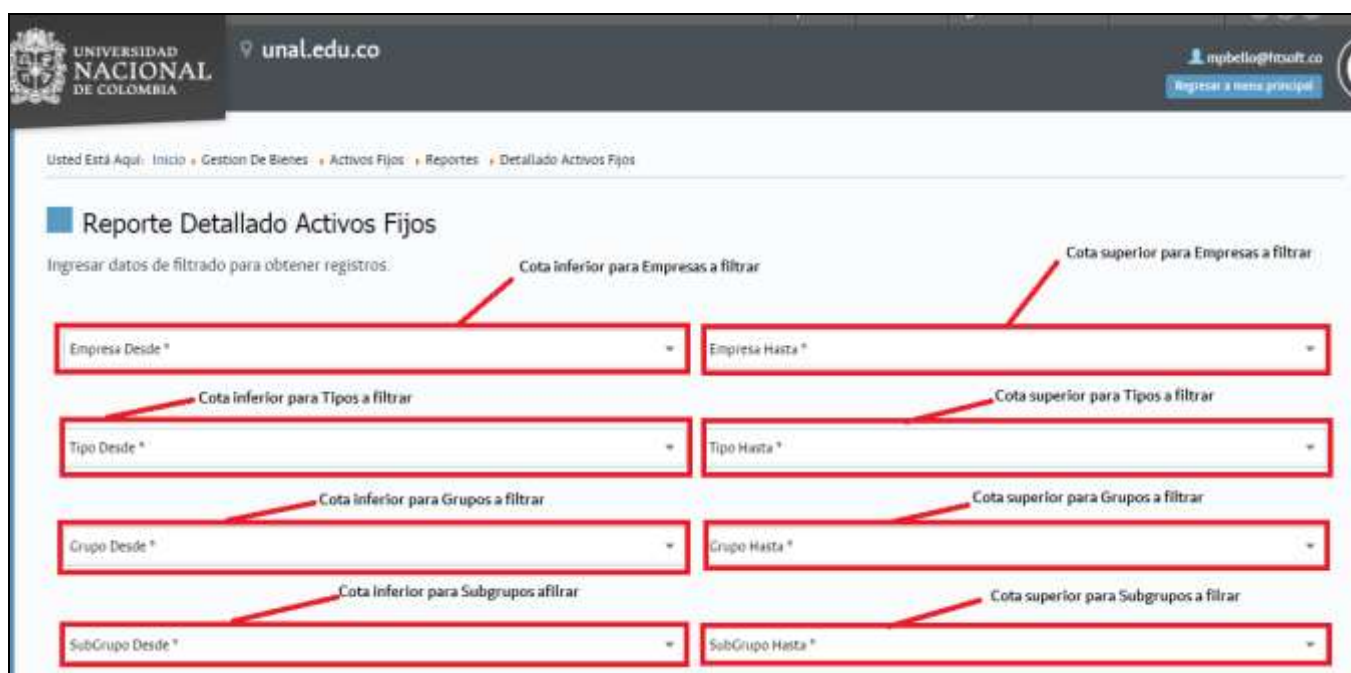 UNIVERSIDAD
NACIONAL
DE COLOMBIA
unal.edu.co
mpbello@htsoft.co
Regresar a menu principal
Usted Está Aquí: Inicio Gestion De Bienes Activos Fijos Reportes Detallado Activos Fijos
Reporte Detallado Activos Fijos
Ingresar datos de filtrado para obtener registros.
Cota inferior para Empresas a filtrar
Cota superior para Empresas a filtrar
Empresa Desde *
Empresa Hasta *
Cota inferior para Tipos a filtrar
Cota superior para Tipos a filtrar
Tipo Desde *
Tipo Hasta *
Cota inferior para Grupos a filtrar
Cota superior para Grupos a filtrar
Grupo Desde *
Grupo Hasta *
Cota inferior para Subgrupos afilrar
Cota superior para Subgrupos a filrar
SubGrupo Desde *
SubGrupo Hasta *